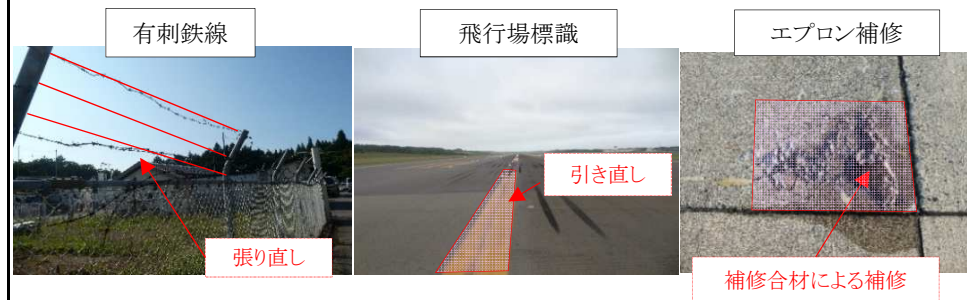 有刺鉄線
飛行場標識
エプロン補修
張り直し
引き直し
補修合材による補修